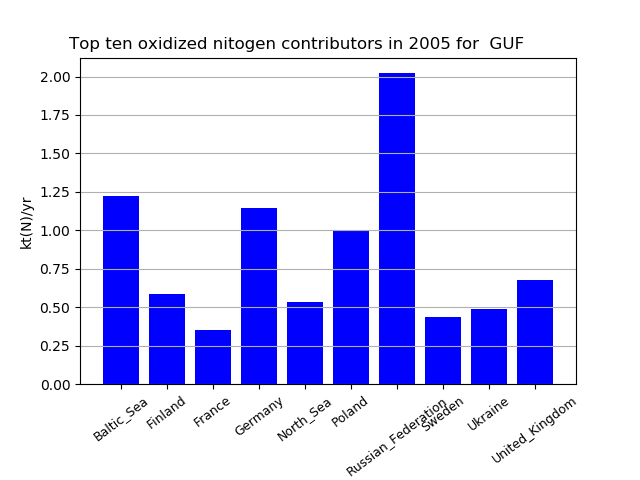 Top ten oxidized nitogen contributors in 2005 for  GUF
kt(N)/yr
2.00
1.75
1.50
1.25
1.00
0.75
0.50
0.25
0.00
Baltic_Sea
Finland
France
Germany
North_Sea
Poland
Russian_Federation
Sweden
Ukraine
United_Kingdom